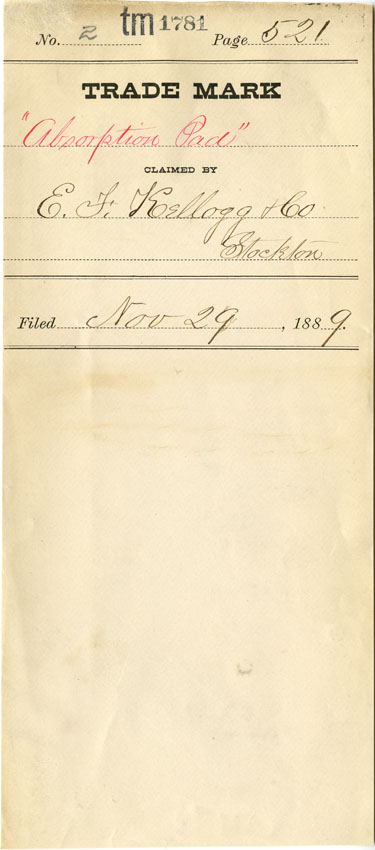 No. 2 tm 1781 Page 521
TRADE MARK
"Absorption Pad"
CLAIMED BY
E. F. Kellogg & Co.
Stockton
Filed Nov 29, 1889.